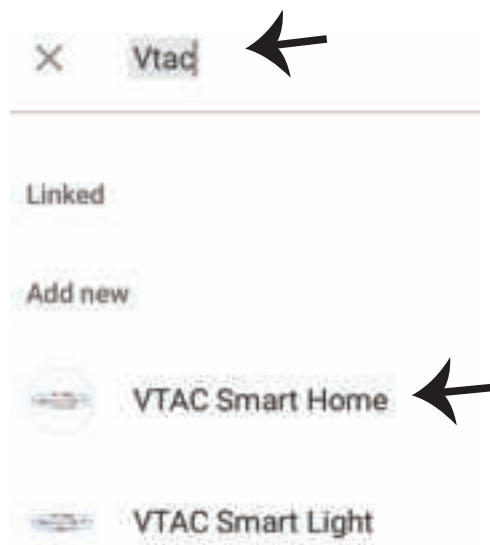 Vtac
Linked
Add new
VTAC Smart Home
VTAC Smart Light